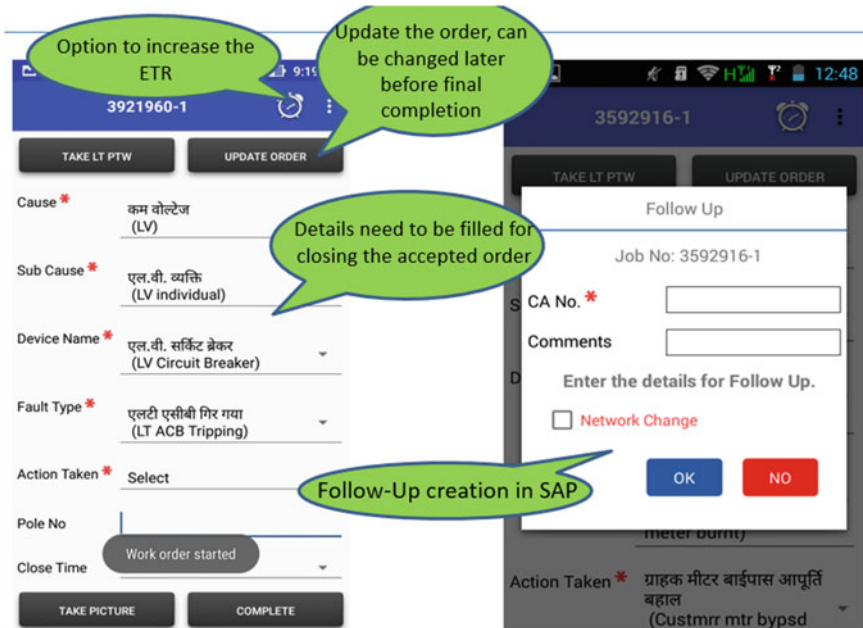 Option to increase the
ETR
Update the order, can
be changed later
before final
completion
9:19
3921960-1
TAKE LT PTW
UPDATE ORDER
Cause *
कम वोल्टेज
(LV)
Details need to be filled for
closing the accepted order
Sub Cause *
एल.वी. व्यक्ति
(LV individual)
Device Name *
एल.वी. सर्किट ब्रेकर
(LV Circuit Breaker)
Fault Type *
एलटी एसीबी गिर गया
(LT ACB Tripping)
Action Taken *
Select
Follow-Up creation in SAP
Pole No
Work order started
Close Time
TAKE PICTURE
COMPLETE
H 12:48
3592916-1
TAKE LT PTW
UPDATE ORDER
Follow Up
Job No: 3592916-1
S
CA No. *
Comments
D
Enter the details for Follow Up.
Network Change
OK
NO
meter burnt)
Action Taken *
ग्राहक मीटर बाईपास आपूर्ति
बहाल
(Custmrr mtr bypsd